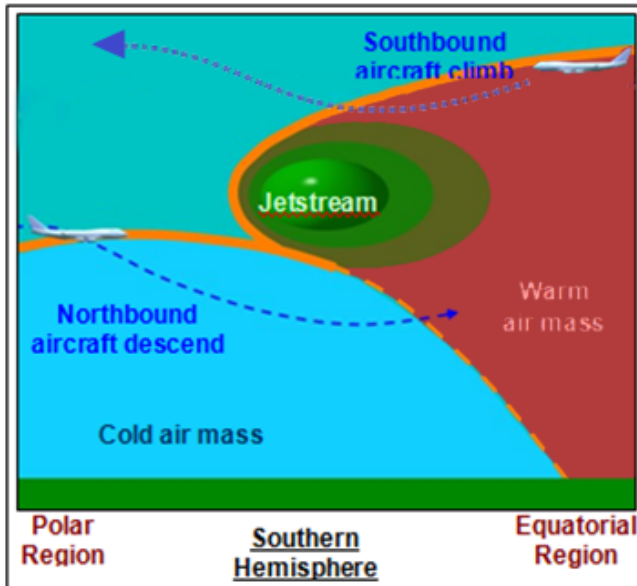 Southbound
aircraft climb
Jetstream
Warm
air mass
Northbound
aircraft descend
Cold air mass
Polar
Region
Southern
Hemisphere
Equatorial
Region